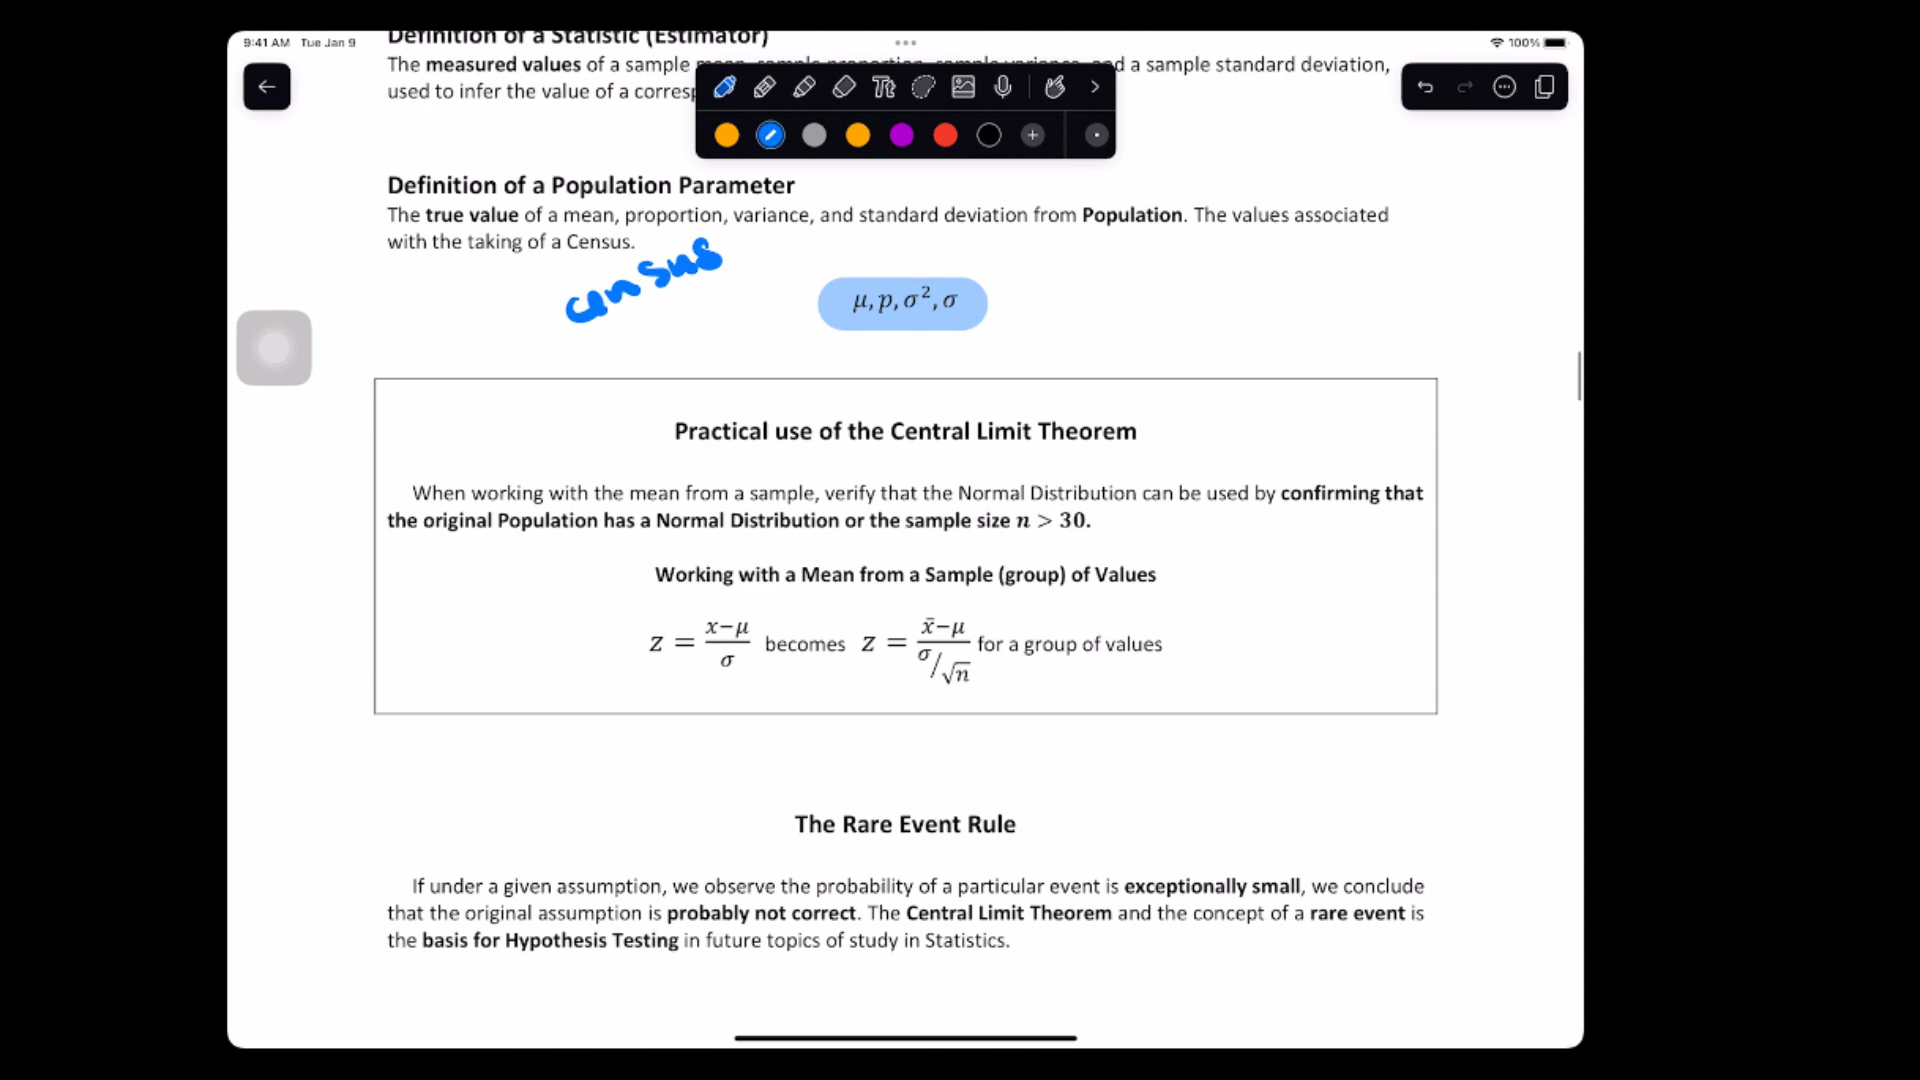 9:41 AM Tue Jan 9
100%
Definition of a Statistic (Estimator)
The measured values of a sample mean, sample proportion, sample variance, and a sample standard deviation,
used to infer the value of a corresp
Definition of a Population Parameter
The true value of a mean, proportion, variance, and standard deviation from Population. The values associated
with the taking of a Census.
census
μ, p, σ², σ
Practical use of the Central Limit Theorem
When working with the mean from a sample, verify that the Normal Distribution can be used by confirming that
the original Population has a Normal Distribution or the sample size n > 30.
Working with a Mean from a Sample (group) of Values
z = x−μ / σ becomes z = x̄−μ / σ/√n for a group of values
The Rare Event Rule
If under a given assumption, we observe the probability of a particular event is exceptionally small, we conclude
that the original assumption is probably not correct. The Central Limit Theorem and the concept of a rare event is
the basis for Hypothesis Testing in future topics of study in Statistics.